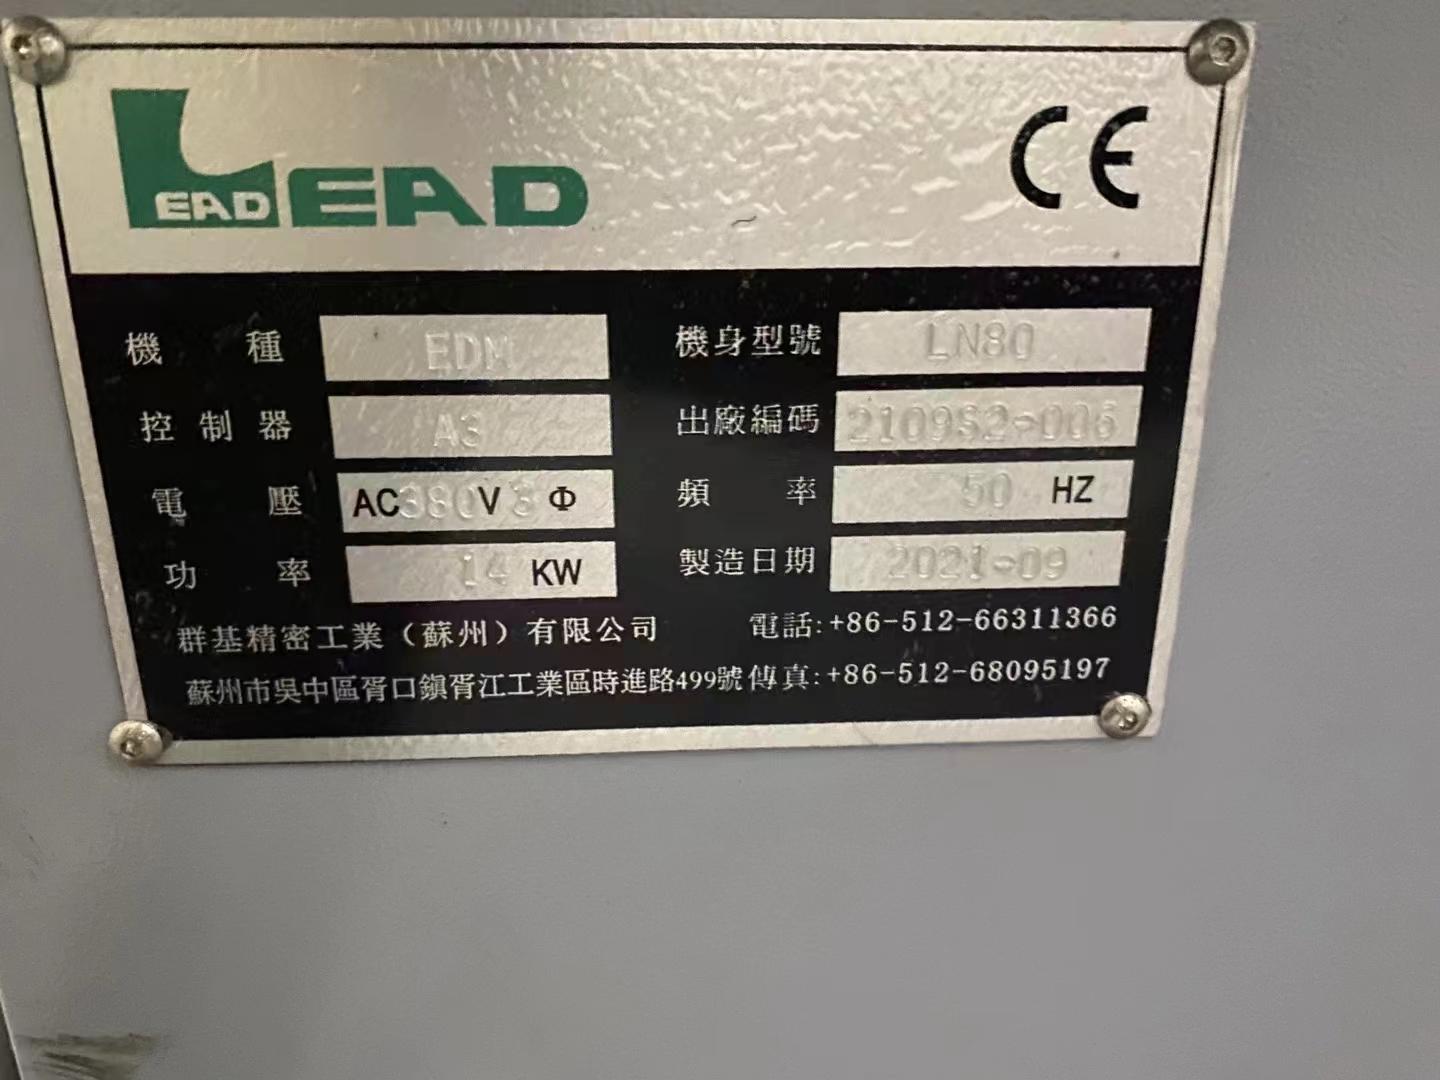 LEAD LEAD CE
機種 EDM 機身型號 LN80
控制器 A3 出廠編碼 2109S2-006
電壓 AC380V3Φ 頻率 50 HZ
功率 14 KW 製造日期 2021-09
群基精密工業（蘇州）有限公司 電話:+86-512-66311366
蘇州市吳中區胥口鎮胥江工業區時進路499號 傳真:+86-512-68095197